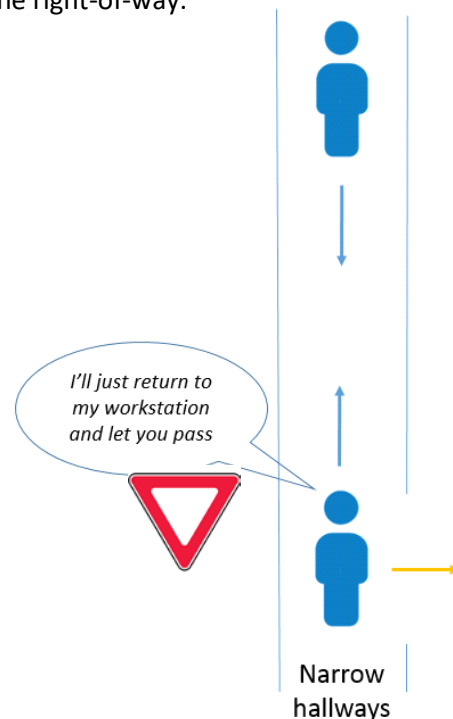 he right-of-way.
I'll just return to
my workstation
and let you pass
Narrow
hallways